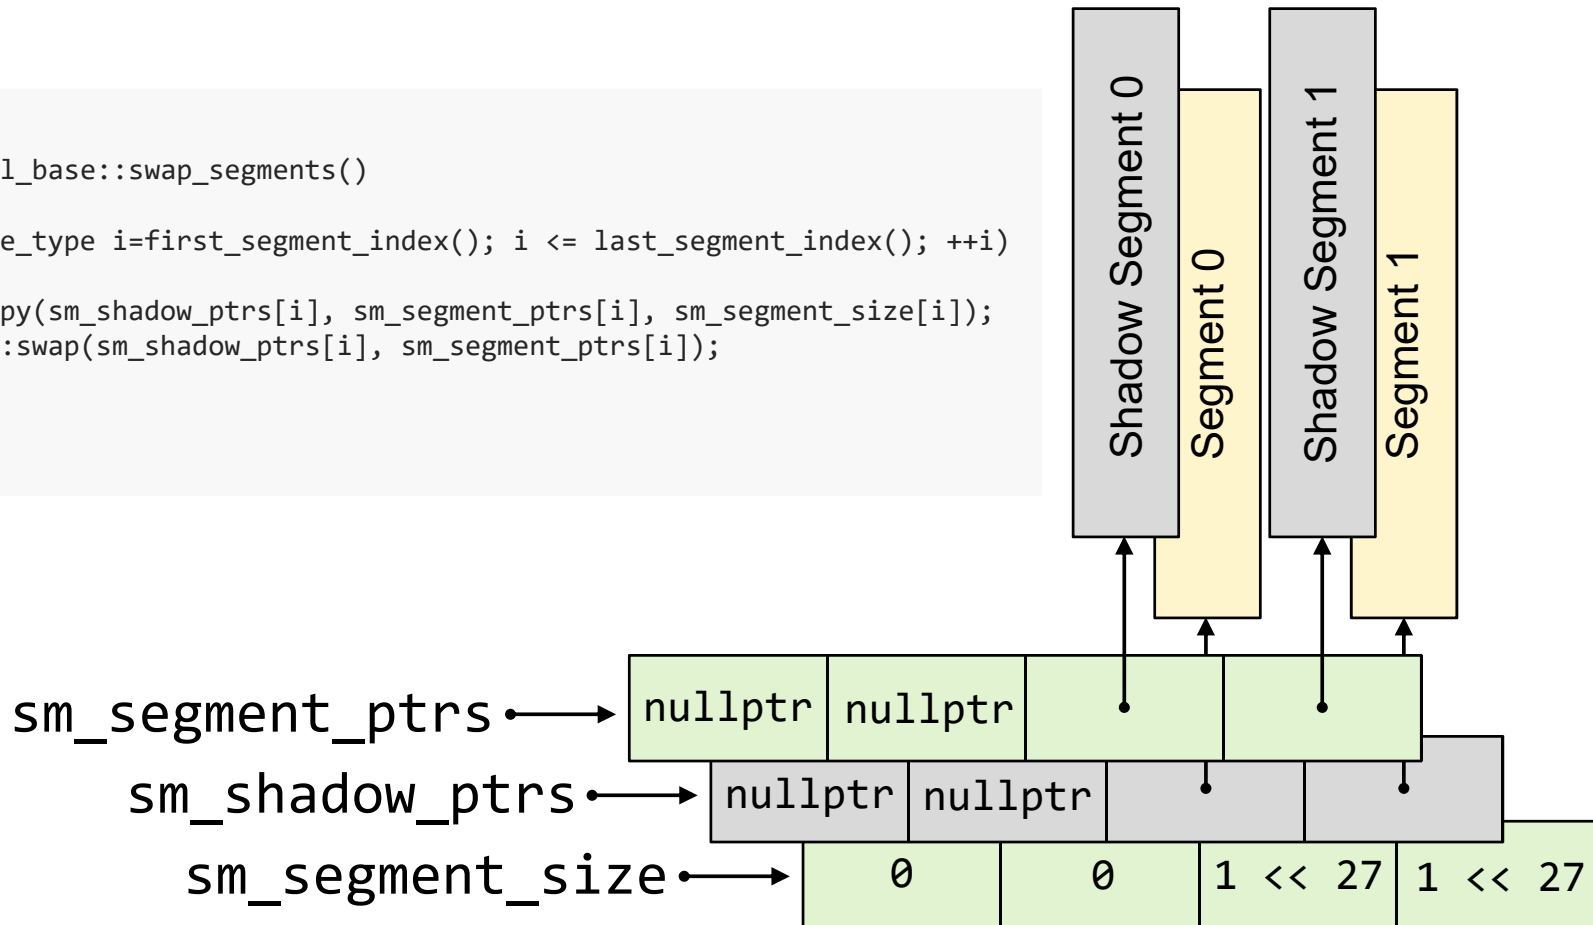 l_base::swap_segments()
e_type i=first_segment_index(); i <= last_segment_index(); ++i)
py(sm_shadow_ptrs[i], sm_segment_ptrs[i], sm_segment_size[i]);
:swap(sm_shadow_ptrs[i], sm_segment_ptrs[i]);
Shadow Segment 0
Segment 0
Shadow Segment 1
Segment 1
sm_segment_ptrs
nullptr
nullptr
sm_shadow_ptrs
nullptr
nullptr
sm_segment_size
0
0
1 << 27
1 << 27